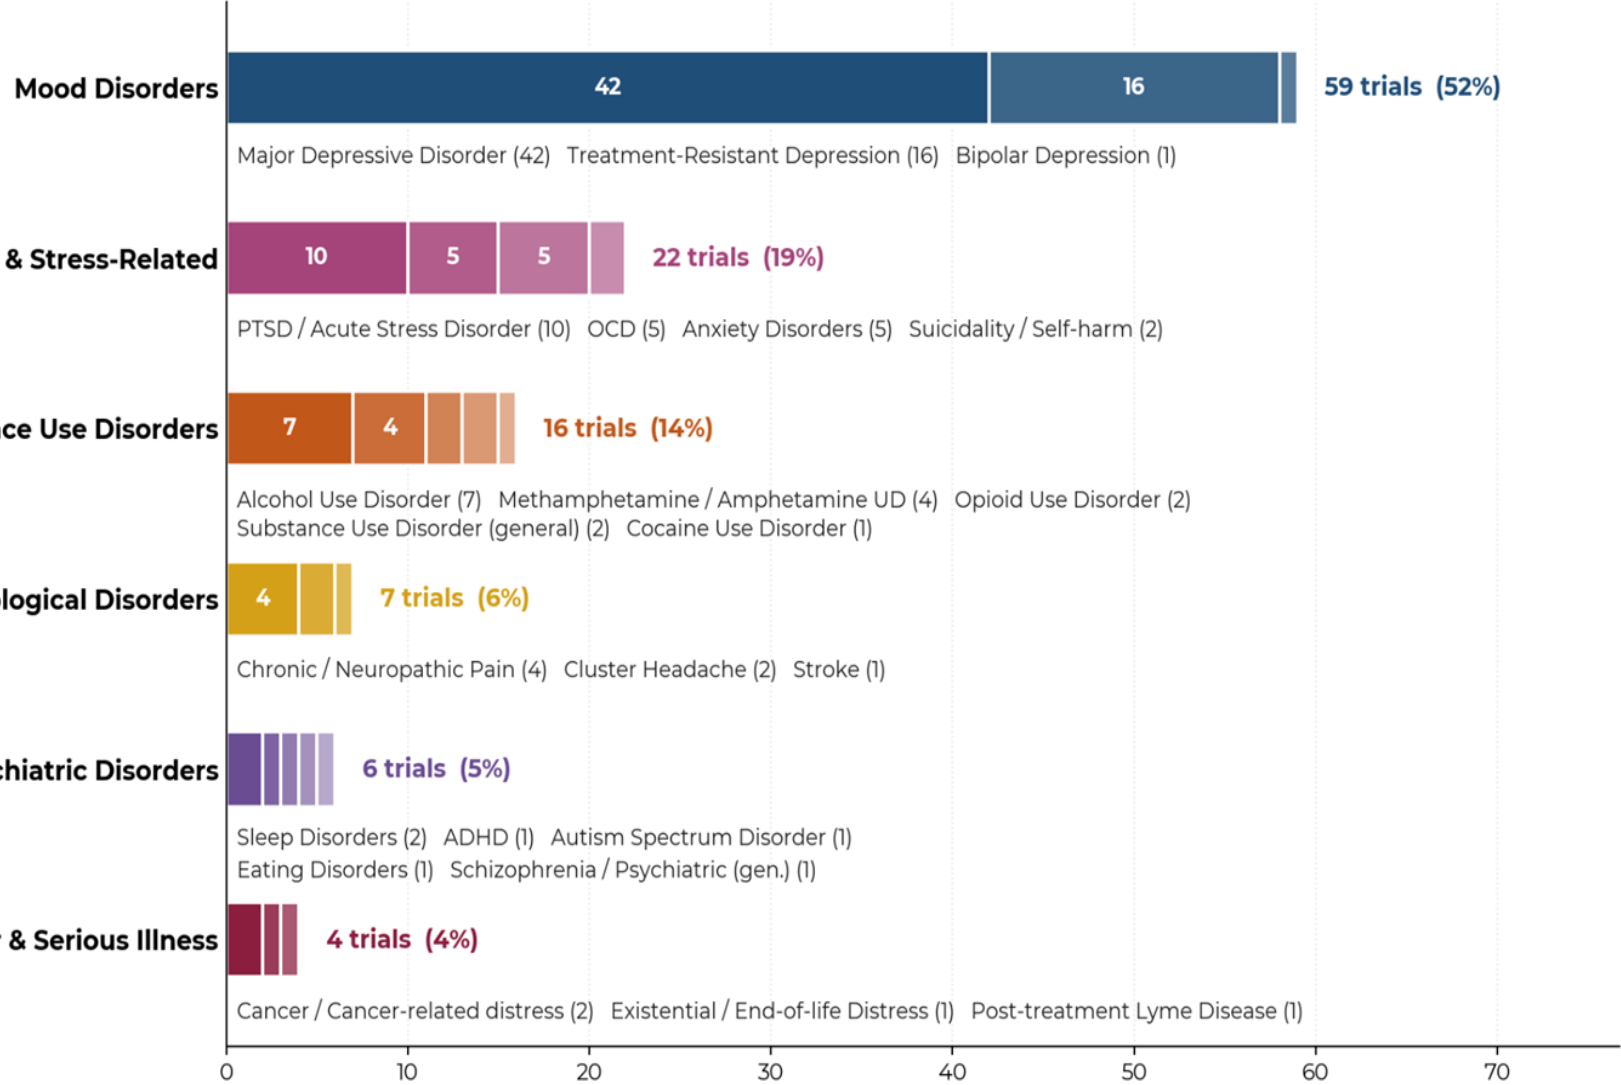 Mood Disorders
42 16 59 trials (52%)
Major Depressive Disorder (42) Treatment-Resistant Depression (16) Bipolar Depression (1)
& Stress-Related
10 5 5 22 trials (19%)
PTSD / Acute Stress Disorder (10) OCD (5) Anxiety Disorders (5) Suicidality / Self-harm (2)
Use Disorders
7 4 16 trials (14%)
Alcohol Use Disorder (7) Methamphetamine / Amphetamine UD (4) Opioid Use Disorder (2)
Substance Use Disorder (general) (2) Cocaine Use Disorder (1)
logical Disorders
4 7 trials (6%)
Chronic / Neuropathic Pain (4) Cluster Headache (2) Stroke (1)
chiatric Disorders
6 trials (5%)
Sleep Disorders (2) ADHD (1) Autism Spectrum Disorder (1)
Eating Disorders (1) Schizophrenia / Psychiatric (gen.) (1)
& Serious Illness
4 trials (4%)
Cancer / Cancer-related distress (2) Existential / End-of-life Distress (1) Post-treatment Lyme Disease (1)
0 10 20 30 40 50 60 70